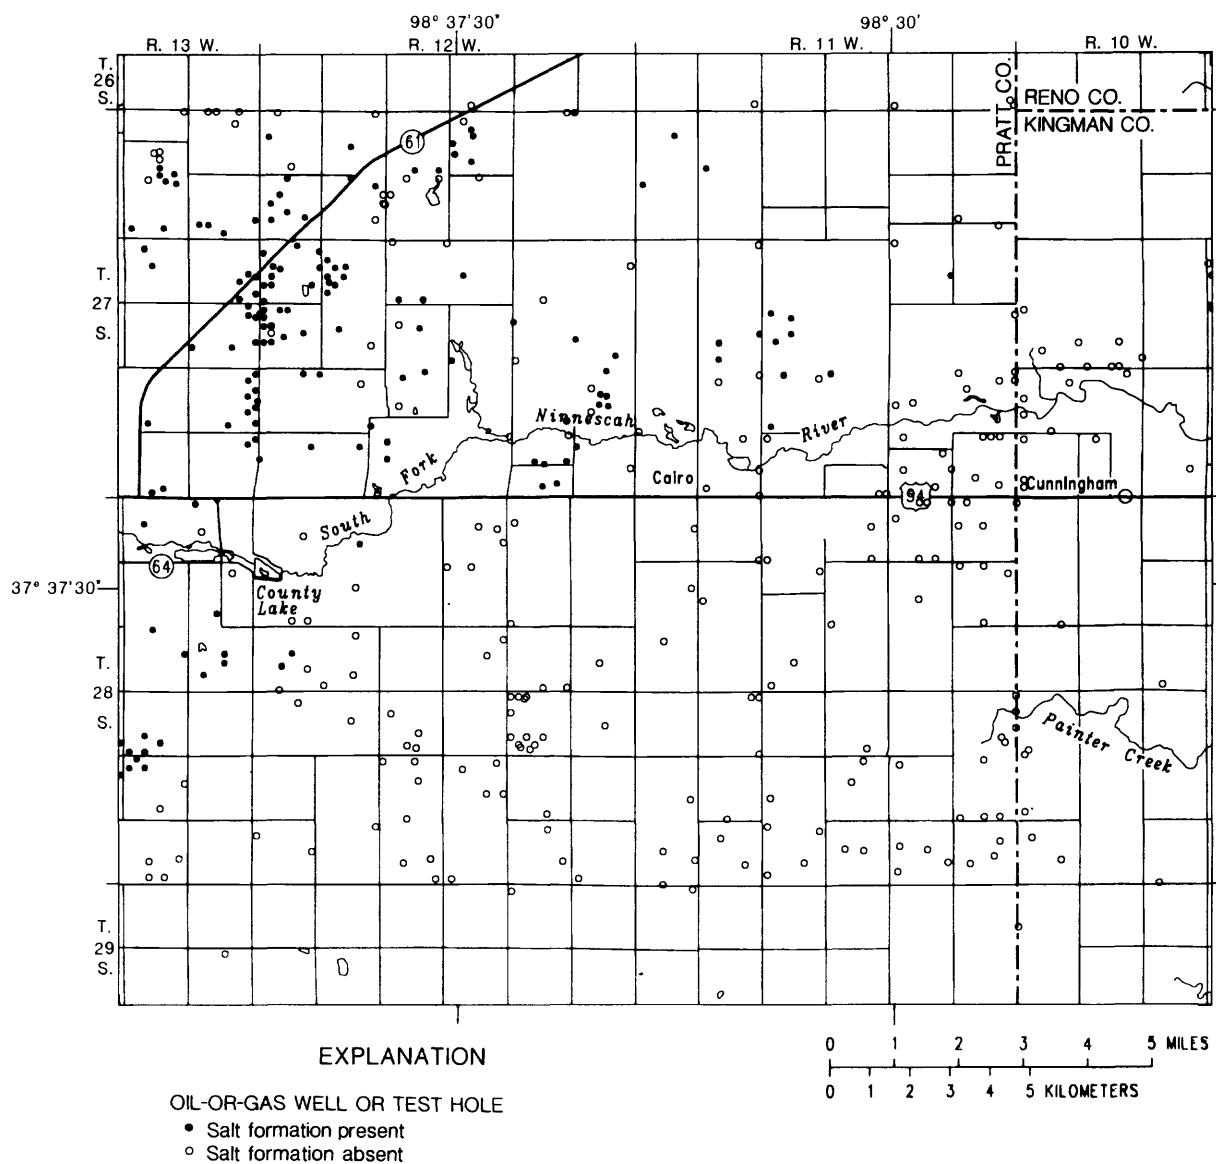 98° 37'30"
98° 30'
R. 13 W.
R. 12 W.
R. 11 W.
R. 10 W.
T.
26
S.
PRATT CO.
RENO CO.
KINGMAN CO.
61
T.
27
S.
Ninnescah
River
Fork
South
Cairo
94
Cunningham
64
37° 37'30"
County
Lake
T.
28
S.
Painter Creek
T.
29
S.
EXPLANATION
OIL-OR-GAS WELL OR TEST HOLE
Salt formation present
Salt formation absent
0 1 2 3 4 5 MILES
0 1 2 3 4 5 KILOMETERS